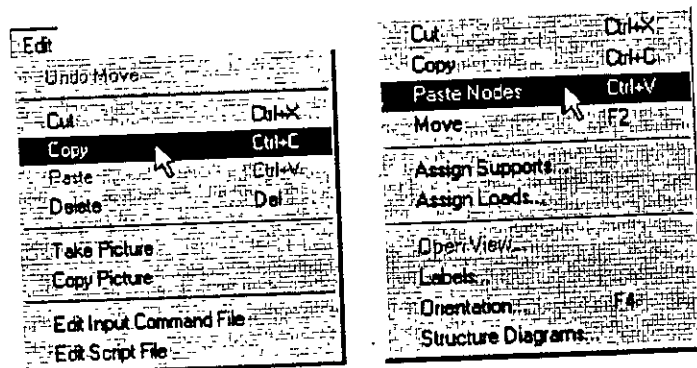 Edit
Undo Move
Cut Ctrl+X
Copy Ctrl+C
Paste Ctrl+V
Delete Del
Take Picture
Copy Picture
Edit Input Command File
Edit Script File
Cut Ctrl+X
Copy Ctrl+C
Paste Nodes Ctrl+V
Move F2
Assign Supports...
Assign Loads...
Open View...
Labels...
Orientation... F4
Structure Diagrams...